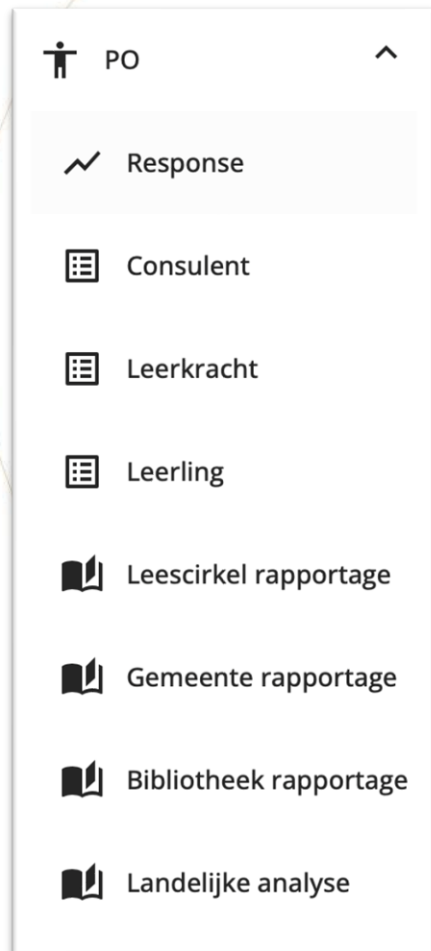 PO
Response
Consulent
Leerkracht
Leerling
Leescirkel rapportage
Gemeente rapportage
Bibliotheek rapportage
Landelijke analyse